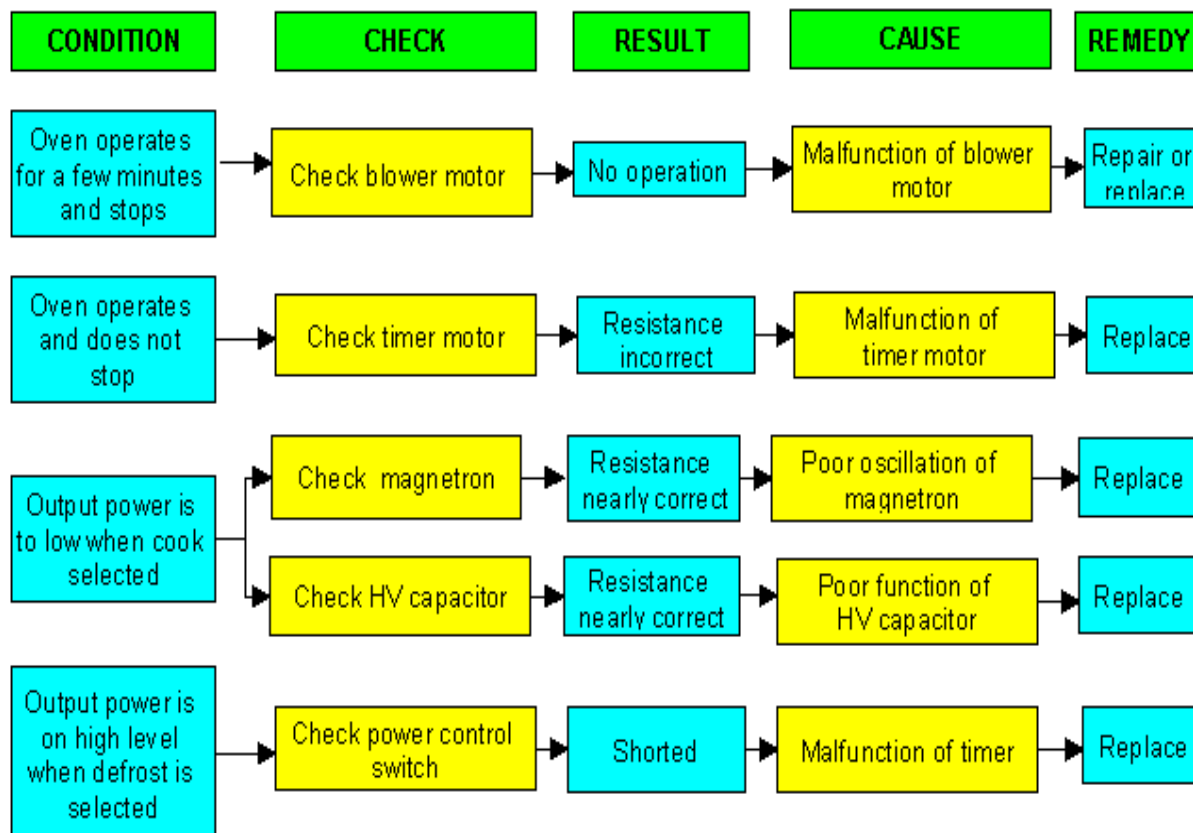 CONDITION
CHECK
RESULT
CAUSE
REMEDY
Oven operates
for a few minutes
and stops
Check blower motor
No operation
Malfunction of blower
motor
Repair or
replace
Oven operates
and does not
stop
Check timer motor
Resistance
incorrect
Malfunction of
timer motor
Replace
Output power is
to low when cook
selected
Check magnetron
Resistance
nearly correct
Poor oscillation of
magnetron
Replace
Check HV capacitor
Resistance
nearly correct
Poor function of
HV capacitor
Replace
Output power is
on high level
when defrost is
selected
Check power control
switch
Shorted
Malfunction of timer
Replace